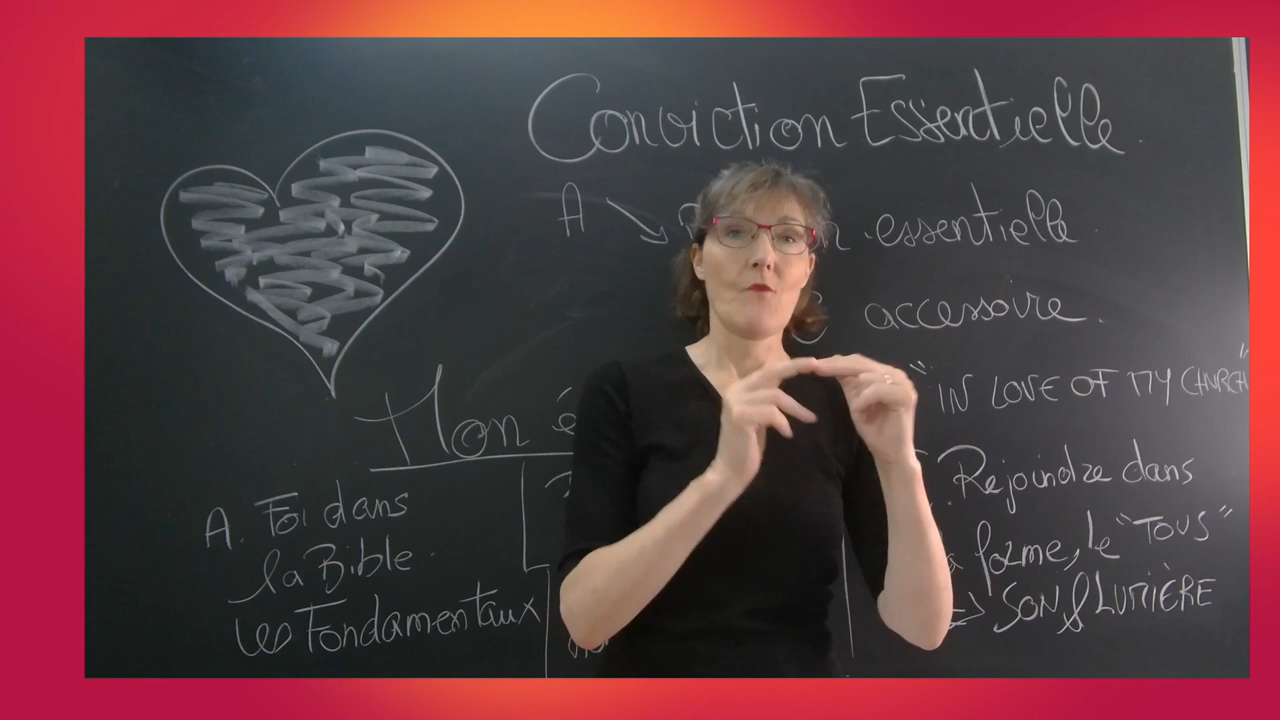 Conviction Essentielle.
A essentielle.
accessoire.
"IN LOVE OF MY CHURCH"
Mon é
A. Foi dans
la Bible.
les Fondamentaux
Rejoindre dans
forme, le "TOUS"
=> SON & LUMIÈRE